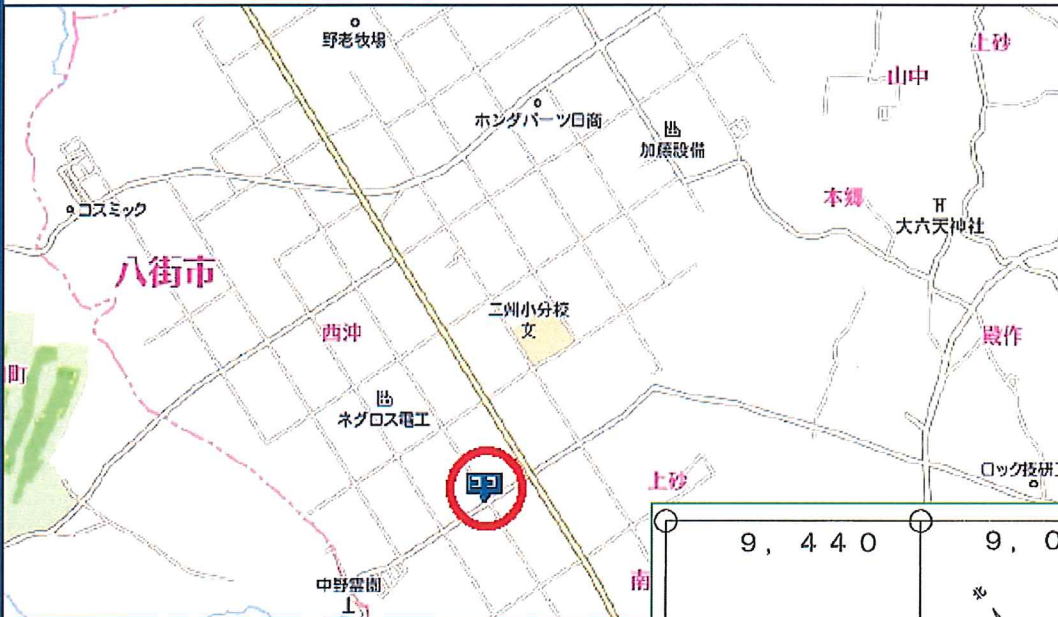 野老牧場
上砂
山中
ホンダパーツ日商
加藤設備
コスミック
本郷
大六天神社
八街市
二州小分校
文
西沖
殿作
町
ネグロス電工
ココ
上砂
ロック技研工
9,440
9,0
中野霊園
南
北